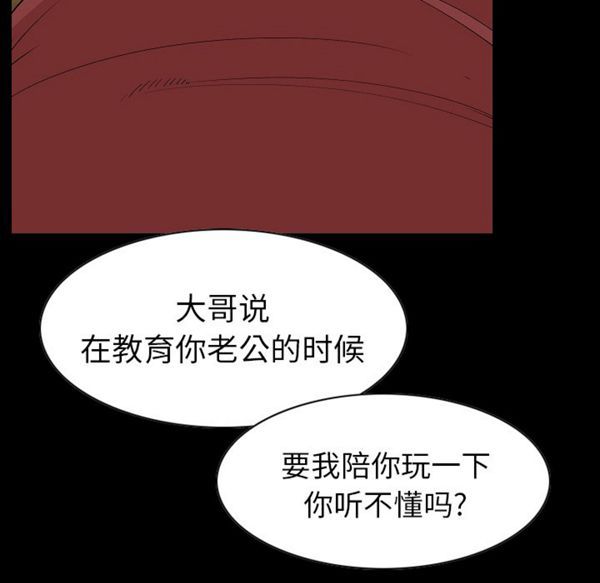 大哥说
在教育你老公的时候
要我陪你玩一下
你听不懂吗?